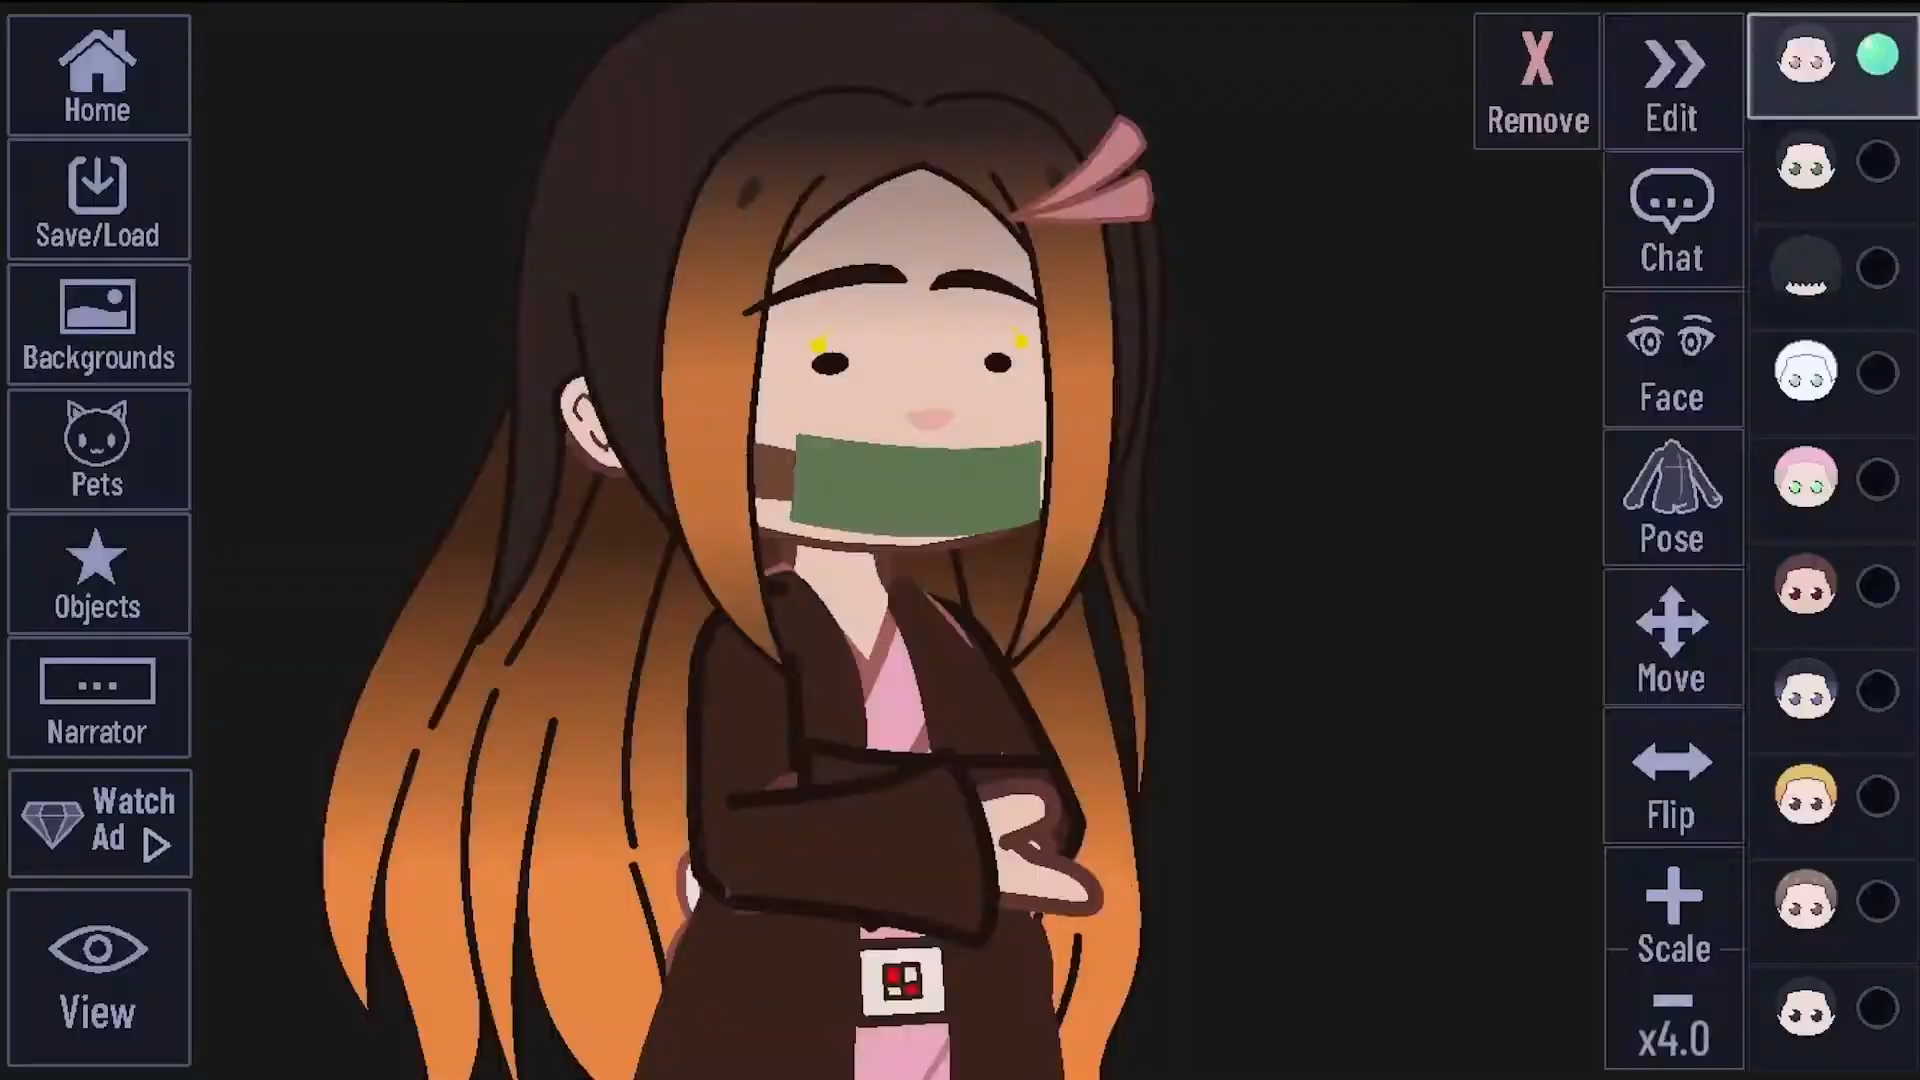 Home
Save/Load
Backgrounds
Pets
Objects
Narrator
Watch
Ad
View
X
Remove
Edit
Chat
Face
Pose
Move
Flip
Scale
x4.0